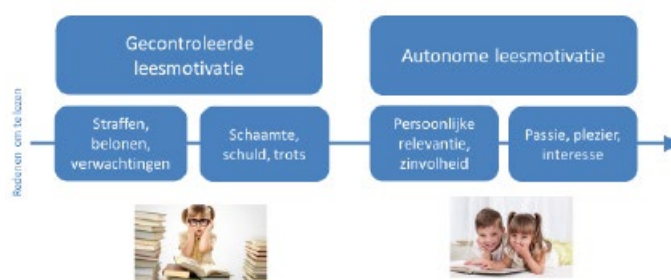 Gecontroleerde
leesmotivatie
Autonome leesmotivatie
Redenen om te lezen
Straffen,
belonen,
verwachtingen
Schaamte,
schuld, trots
Persoonlijke
relevantie,
zinvolheid
Passie, plezier,
interesse